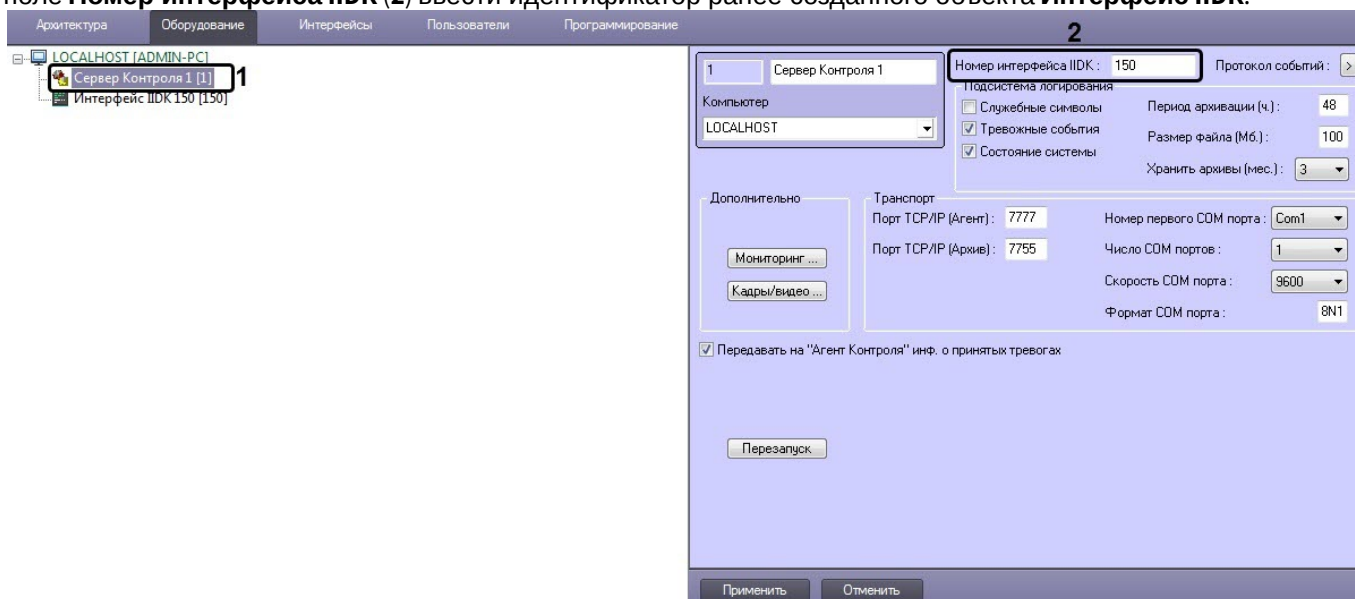 поле Номер интерфейса IIDK (2) ввести идентификатор ранее созданного объекта Интерфейс IIDK.
Архитектура Оборудование Интерфейсы Пользователи Программирование
2
LOCALHOST [ADMIN-PC]
Сервер Контроля 1 [1] 1
Интерфейс IIDK 150 [150]
1 Сервер Контроля 1
Компьютер
LOCALHOST
Номер интерфейса IIDK : 150 Протокол событий : >
Подсистема логирования
Служебные символы Период архивации (ч.) : 48
Тревожные события Размер файла (Мб.) : 100
Состояние системы
Хранить архивы (мес.) : 3
Дополнительно
Мониторинг ...
Кадры/видео ...
Транспорт
Порт TCP/IP (Агент) : 7777 Номер первого COM порта : Com1
Порт TCP/IP (Архив) : 7755 Число COM портов : 1
Скорость COM порта : 9600
Формат COM порта : 8N1
Передавать на "Агент Контроля" инф. о принятых тревогах
Перезапуск
Применить Отменить